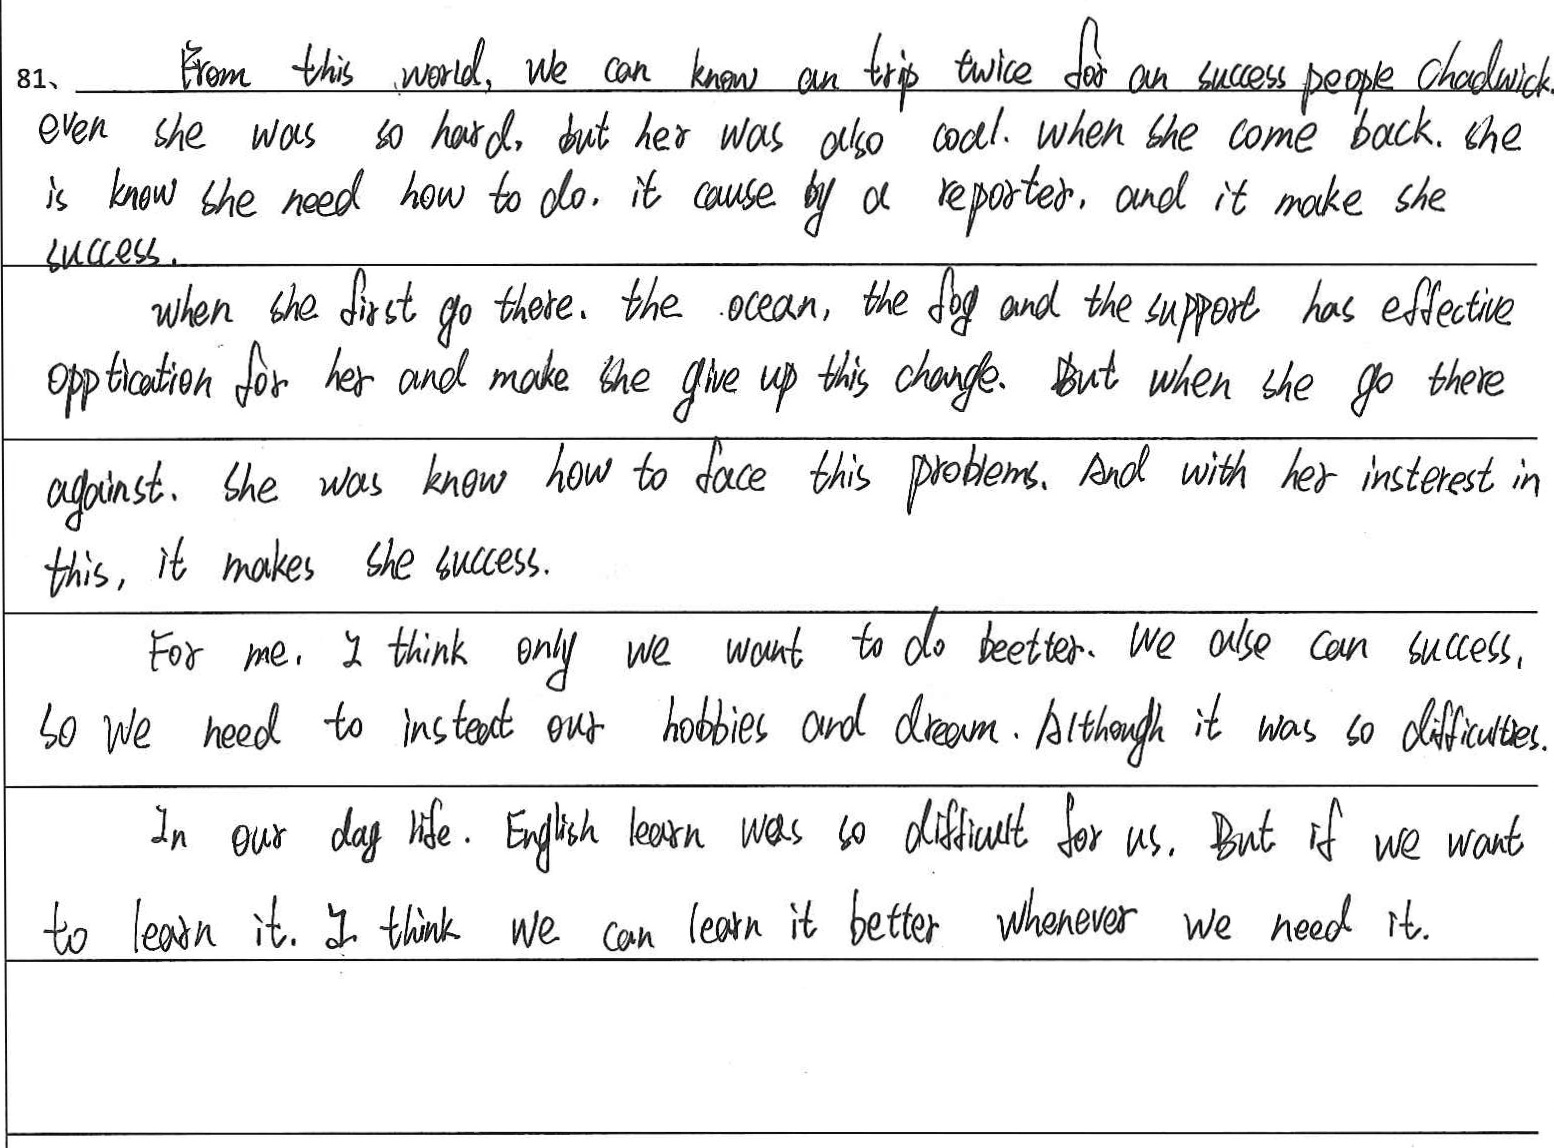 81、 From this world, we can know an trip twice for an success people Chadwick.
even she was so hard, but her was also cool. when she come back. she
is know she need how to do. it cause by a reporter. and it make she
success.
when she first go there. the ocean, the fog and the support has effective
opptication for her and make she give up this change. But when she go there
against. She was know how to face this problems. And with her insterest in
this, it makes she success.
For me. I think only we want to do beetter. We alse can success,
so we need to insteat our hobbies and dream. Although it was so difficulties.
In our dag life. English learn was so difficult for us. But if we want
to learn it. I think we can learn it better whenever we need it.